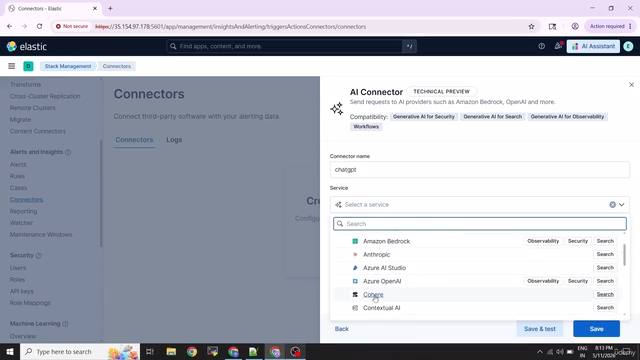 Connectors - Elastic
Not secure
https://35.154.97.178:5601/app/management/insightsAndAlerting/triggersActionsConnectors/connectors
Action required
elastic
Find apps, content, and more.
AI Assistant
D
Stack Management
Connectors
Transforms
Cross-Cluster Replication
Remote Clusters
Migrate
Content Connectors
Alerts and Insights
Alerts
Rules
Cases
Connectors
Reporting
Watcher
Maintenance Windows
Security
Users
Roles
API keys
Role Mappings
Machine Learning
Connectors
Connect third-party software with your alerting data.
Connectors
Logs
AI Connector
TECHNICAL PREVIEW
Send requests to AI providers such as Amazon Bedrock, OpenAI and more.
Compatibility:
Generative AI for Security
Generative AI for Search
Generative AI for Observability
Workflows
Connector name
chatgpt
Service
Select a service
Search
Amazon Bedrock
Observability
Security
Search
Anthropic
Search
Azure AI Studio
Search
Azure OpenAI
Observability
Security
Search
Cohere
Search
Contextual AI
Search
Back
Save & test
Save
Type here to search
ENG
IN
8:13 PM